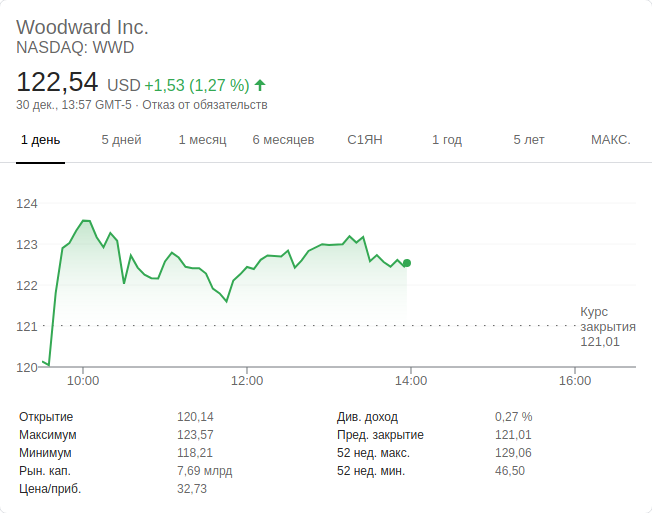 Woodward Inc.
NASDAQ: WWD
122,54 USD +1,53 (1,27 %)
30 дек., 13:57 GMT-5 · Отказ от обязательств
1 день 5 дней 1 месяц 6 месяцев С1ЯН 1 год 5 лет МАКС.
124
123
122
121
120
Курс
закрытия
121,01
10:00 12:00 14:00 16:00
Открытие 120,14 Див. доход 0,27 %
Максимум 123,57 Пред. закрытие 121,01
Минимум 118,21 52 нед. макс. 129,06
Рын. кап. 7,69 млрд 52 нед. мин. 46,50
Цена/приб. 32,73